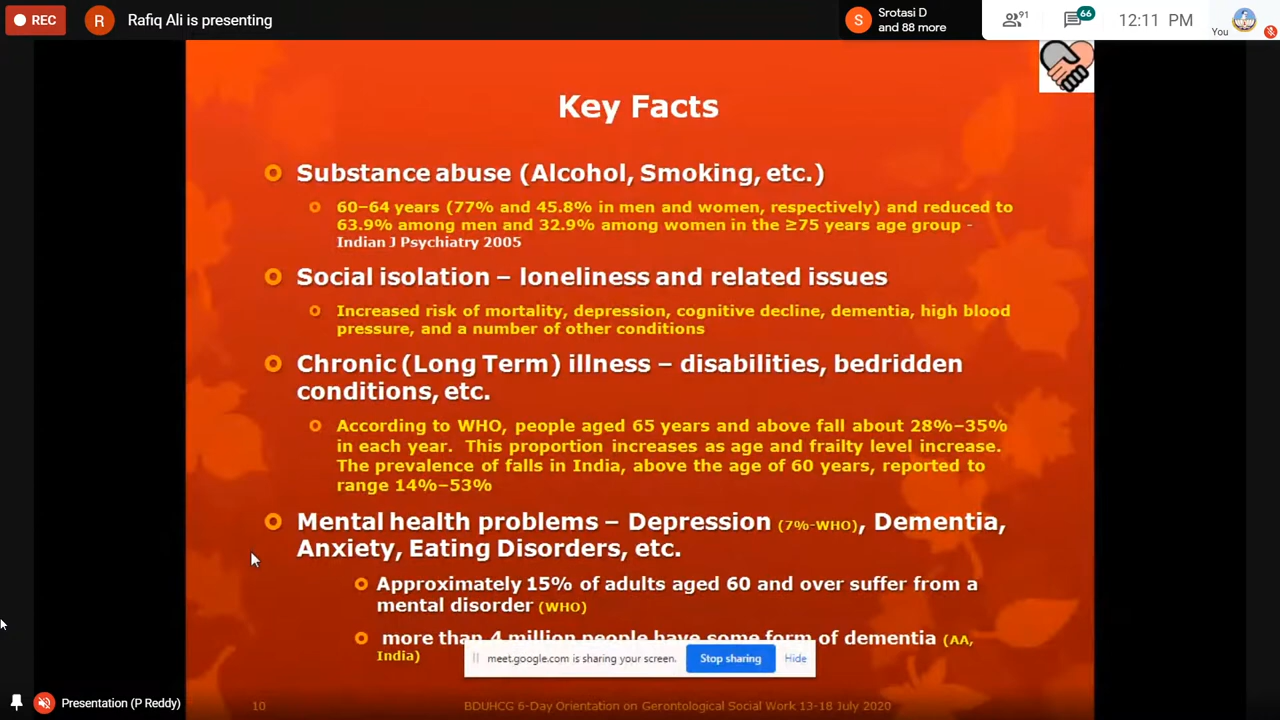 REC
R
Rafiq Ali is presenting
S
Srotasi D
and 88 more
91
66
12:11 PM
You
Key Facts
Substance abuse (Alcohol, Smoking, etc.)
60–64 years (77% and 45.8% in men and women, respectively) and reduced to
63.9% among men and 32.9% among women in the ≥75 years age group -
Indian J Psychiatry 2005
Social isolation – loneliness and related issues
Increased risk of mortality, depression, cognitive decline, dementia, high blood
pressure, and a number of other conditions
Chronic (Long Term) illness – disabilities, bedridden
conditions, etc.
According to WHO, people aged 65 years and above fall about 28%–35%
in each year. This proportion increases as age and frailty level increase.
The prevalence of falls in India, above the age of 60 years, reported to
range 14%–53%
Mental health problems – Depression (7%-WHO), Dementia,
Anxiety, Eating Disorders, etc.
Approximately 15% of adults aged 60 and over suffer from a
mental disorder (WHO)
more than 4 million people have some form of dementia (AA,
India)
meet.google.com is sharing your screen. Stop sharing Hide
Presentation (P Reddy)
10
BDUHCG 6-Day Orientation on Gerontological Social Work 13-18 July 2020